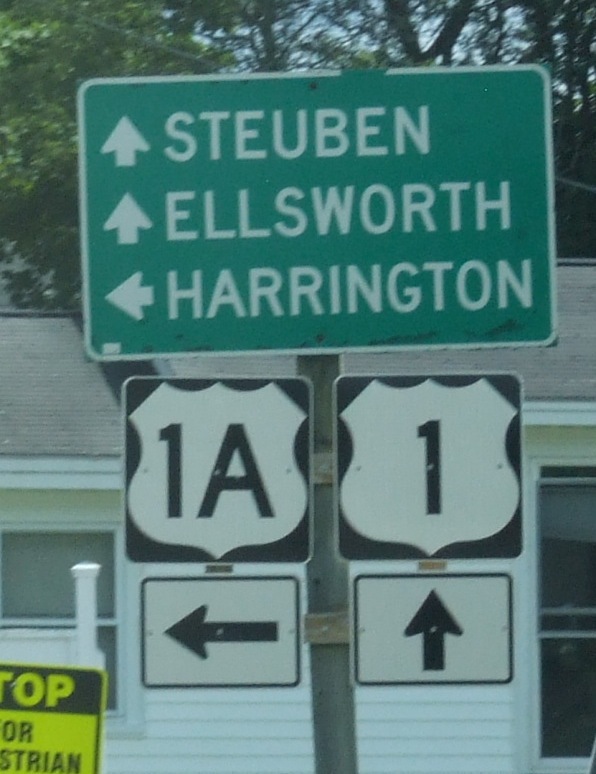 STEUBEN
ELLSWORTH
HARRINGTON
1A 1
TOP
OR
STRIAN